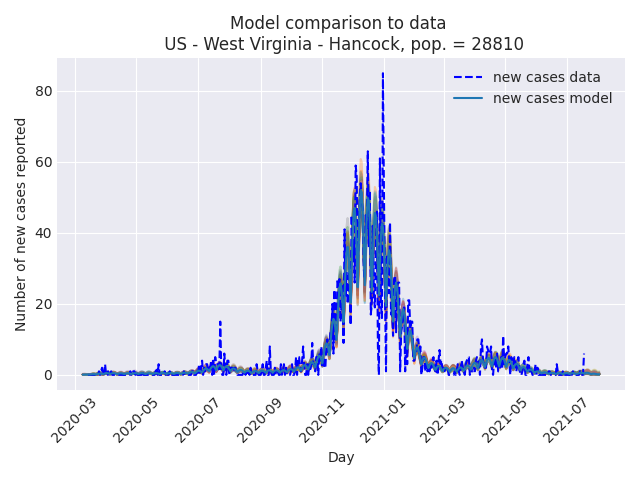 Model comparison to data
US - West Virginia - Hancock, pop. = 28810
new cases data
new cases model
Number of new cases reported
80
60
40
20
0
2020-03
2020-05
2020-07
2020-09
2020-11
2021-01
2021-03
2021-05
2021-07
Day